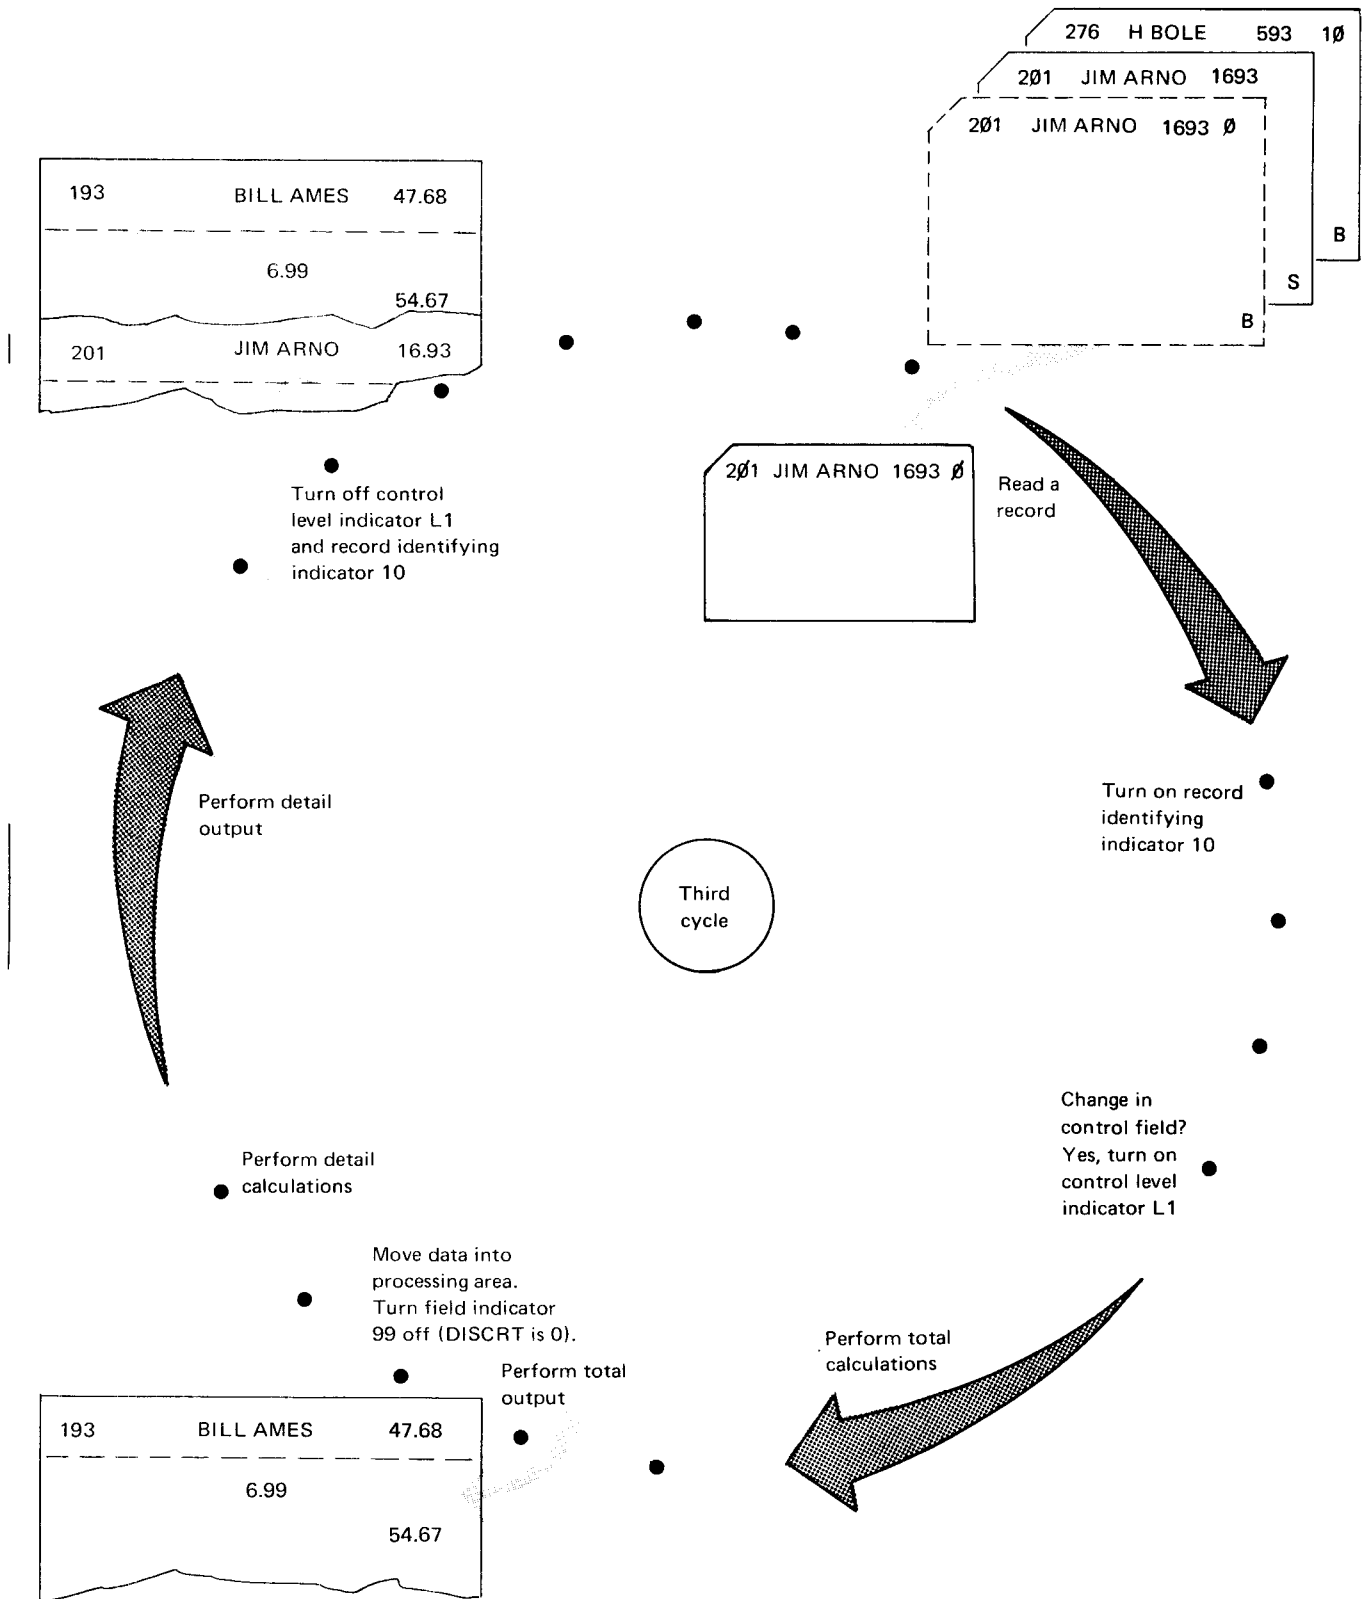 276 H BOLE 593 1Ø
2Ø1 JIM ARNO 1693
2Ø1 JIM ARNO 1693 Ø
B
S
B
193 BILL AMES 47.68
6.99
54.67
201 JIM ARNO 16.93
Turn off control
level indicator L1
and record identifying
indicator 10
2Ø1 JIM ARNO 1693 Ø
Read a
record
Perform detail
output
Turn on record
identifying
indicator 10
Third
cycle
Change in
control field?
Yes, turn on
control level
indicator L1
Perform detail
calculations
Move data into
processing area.
Turn field indicator
99 off (DISCRT is 0).
Perform total
calculations
Perform total
output
193 BILL AMES 47.68
6.99
54.67